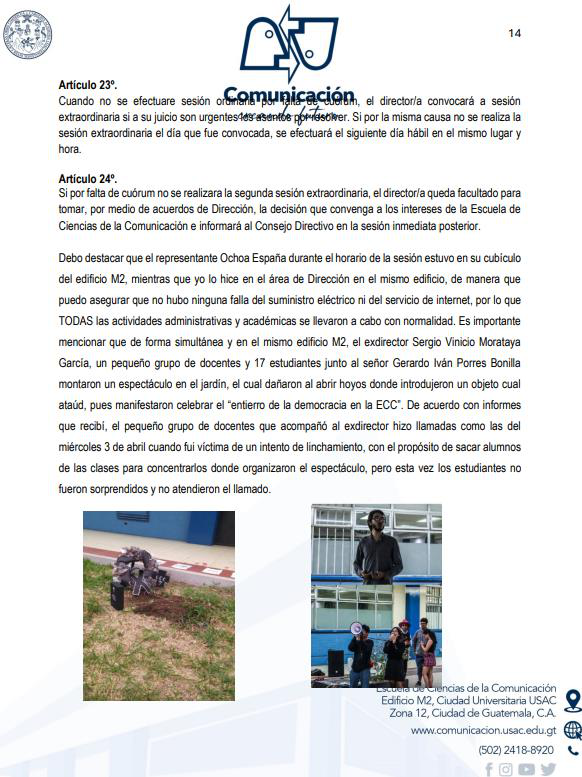 14
Comunicación
Artículo 23º.
Cuando no se efectuare sesión ordinaria por falta de cuórum, el director/a convocará a sesión
extraordinaria si a su juicio son urgentes los asuntos por resolver. Si por la misma causa no se realiza la
sesión extraordinaria el día que fue convocada, se efectuará el siguiente día hábil en el mismo lugar y
hora.
Artículo 24º.
Si por falta de cuórum no se realizara la segunda sesión extraordinaria, el director/a queda facultado para
tomar, por medio de acuerdos de Dirección, la decisión que convenga a los intereses de la Escuela de
Ciencias de la Comunicación e informará al Consejo Directivo en la sesión inmediata posterior.
Debo destacar que el representante Ochoa España durante el horario de la sesión estuvo en su cubículo
del edificio M2, mientras que yo lo hice en el área de Dirección en el mismo edificio, de manera que
puedo asegurar que no hubo ninguna falla del suministro eléctrico ni del servicio de internet, por lo que
TODAS las actividades administrativas y académicas se llevaron a cabo con normalidad. Es importante
mencionar que de forma simultánea y en el mismo edificio M2, el exdirector Sergio Vinicio Morataya
García, un pequeño grupo de docentes y 17 estudiantes junto al señor Gerardo Iván Porres Bonilla
montaron un espectáculo en el jardín, el cual dañaron al abrir hoyos donde introdujeron un objeto cual
ataúd, pues manifestaron celebrar el “entierro de la democracia en la ECC”. De acuerdo con informes
que recibí, el pequeño grupo de docentes que acompañó al exdirector hizo llamadas como las del
miércoles 3 de abril cuando fui víctima de un intento de linchamiento, con el propósito de sacar alumnos
de las clases para concentrarlos donde organizaron el espectáculo, pero esta vez los estudiantes no
fueron sorprendidos y no atendieron el llamado.
Escuela de Ciencias de la Comunicación
Edificio M2, Ciudad Universitaria USAC
Zona 12, Ciudad de Guatemala, C.A.
www.comunicacion.usac.edu.gt
(502) 2418-8920